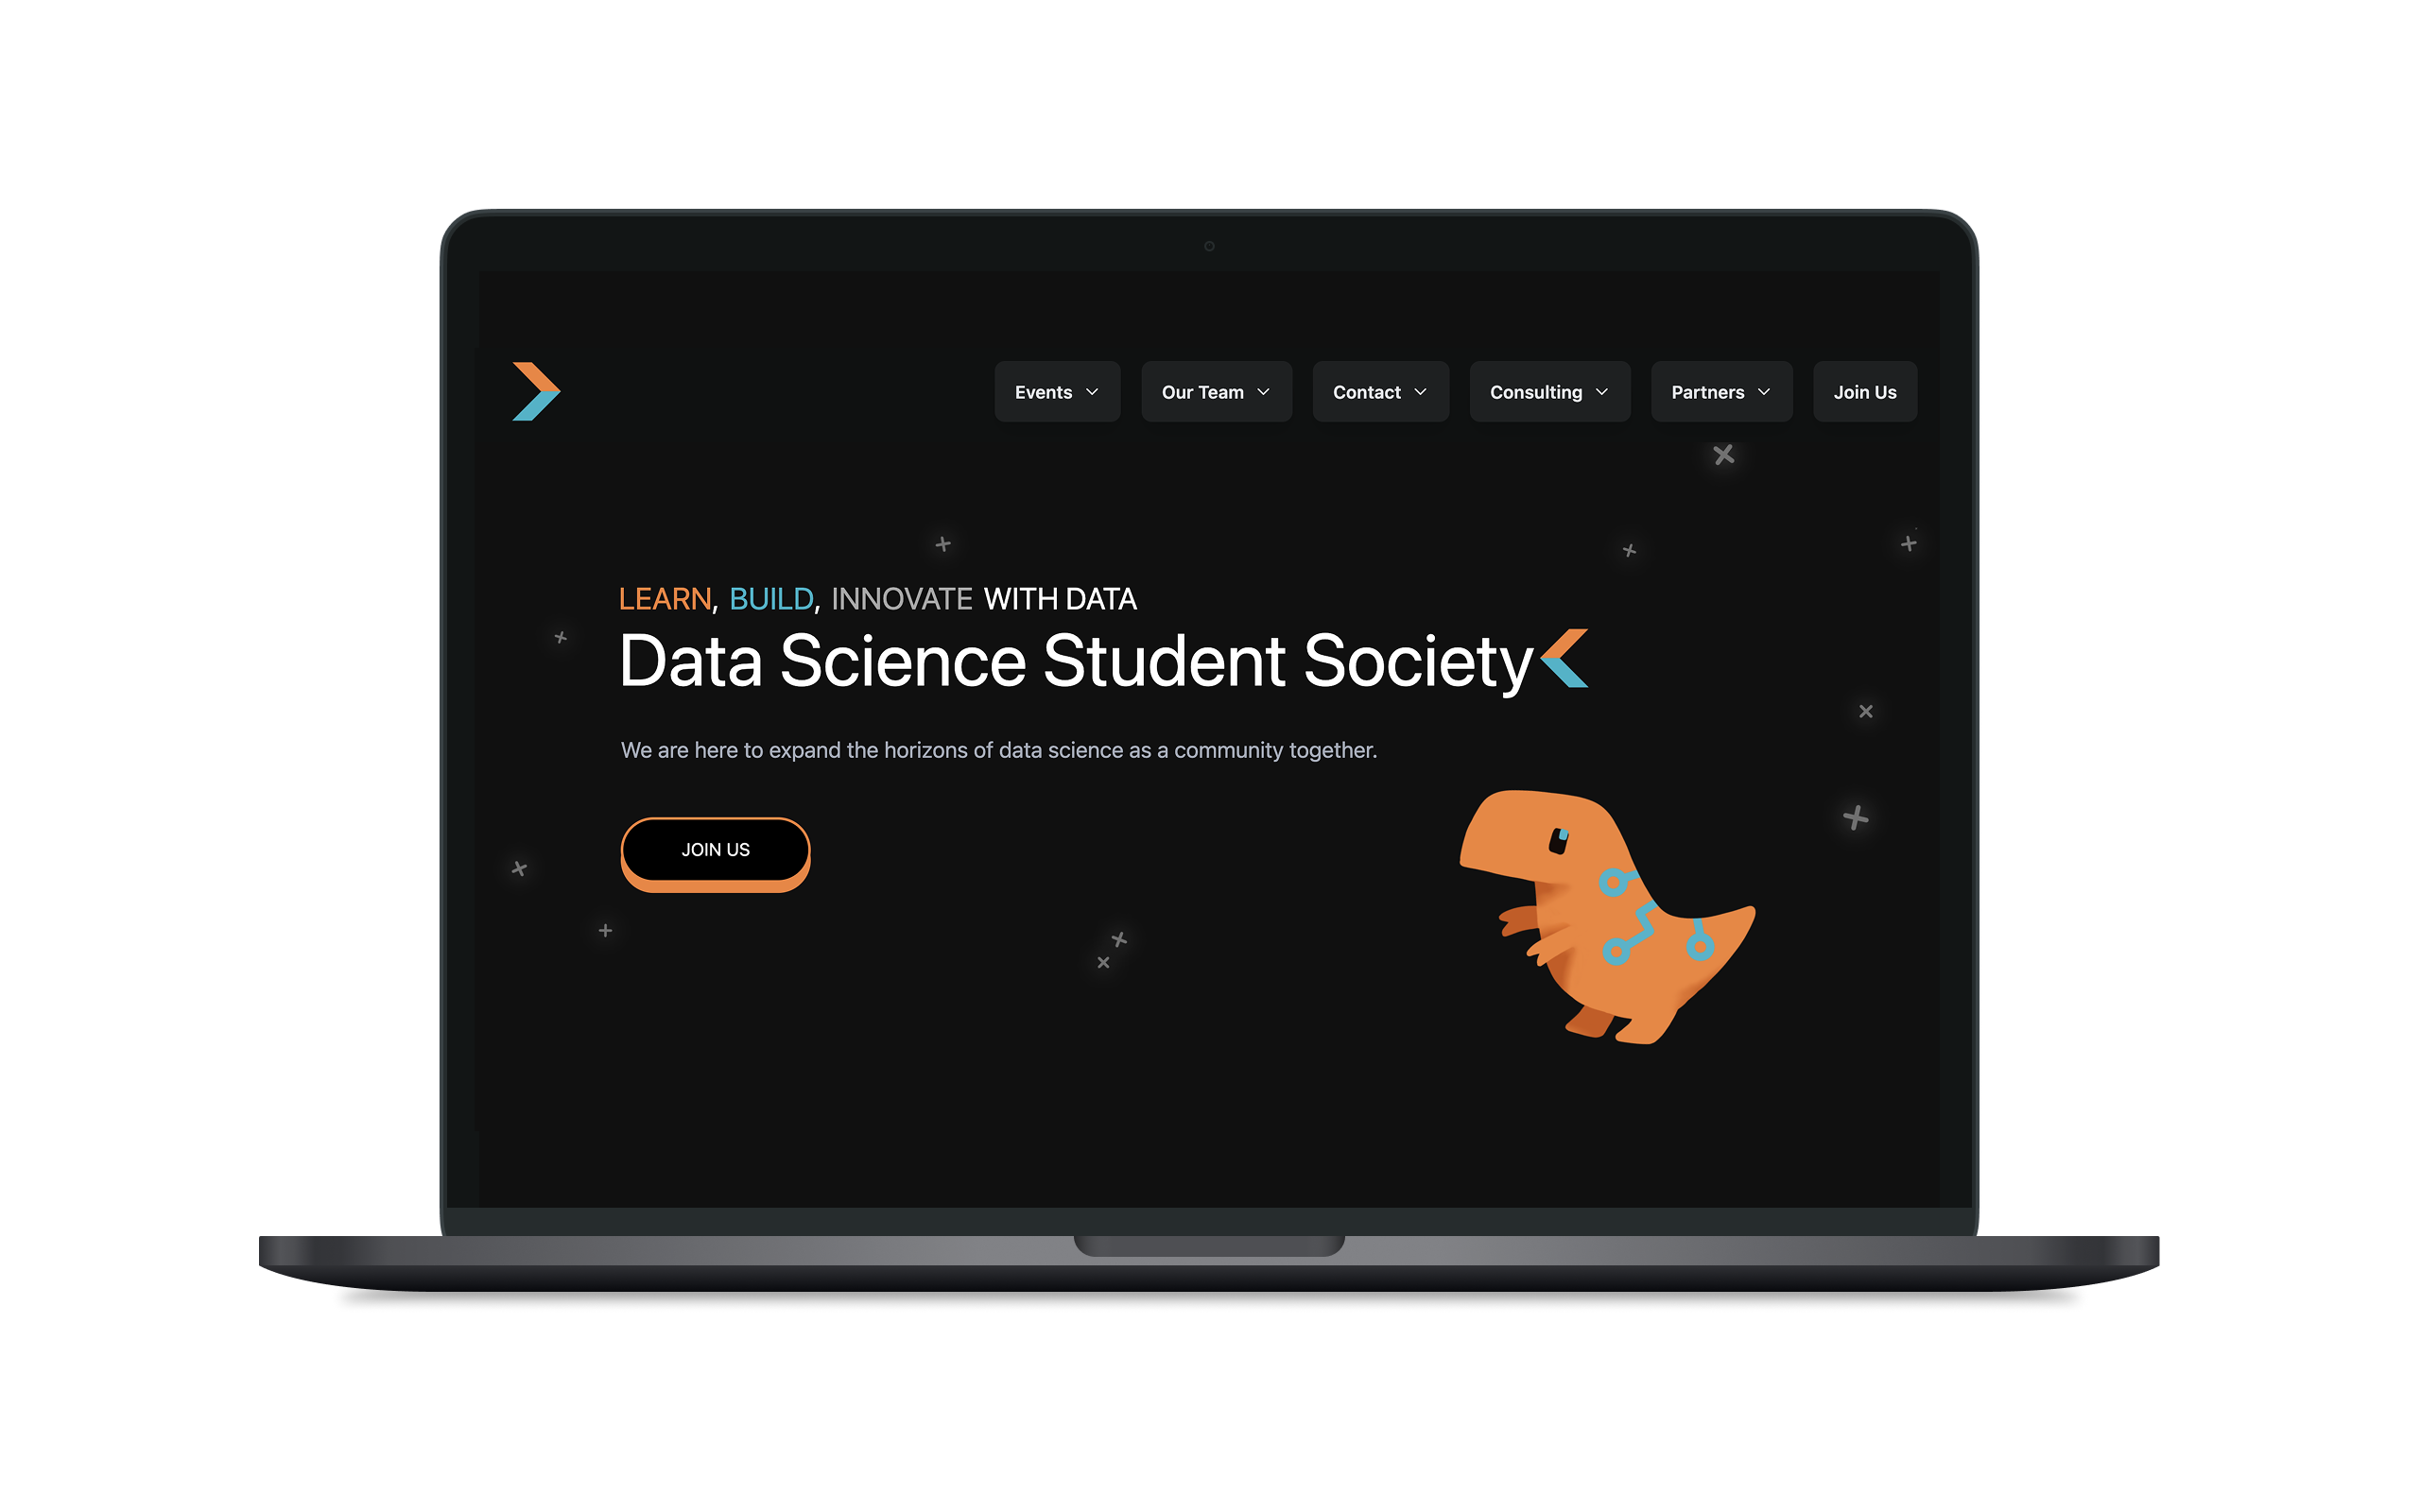 Events
Our Team
Contact
Consulting
Partners
Join Us
LEARN, BUILD, INNOVATE WITH DATA
Data Science Student Society
We are here to expand the horizons of data science as a community together.
JOIN US